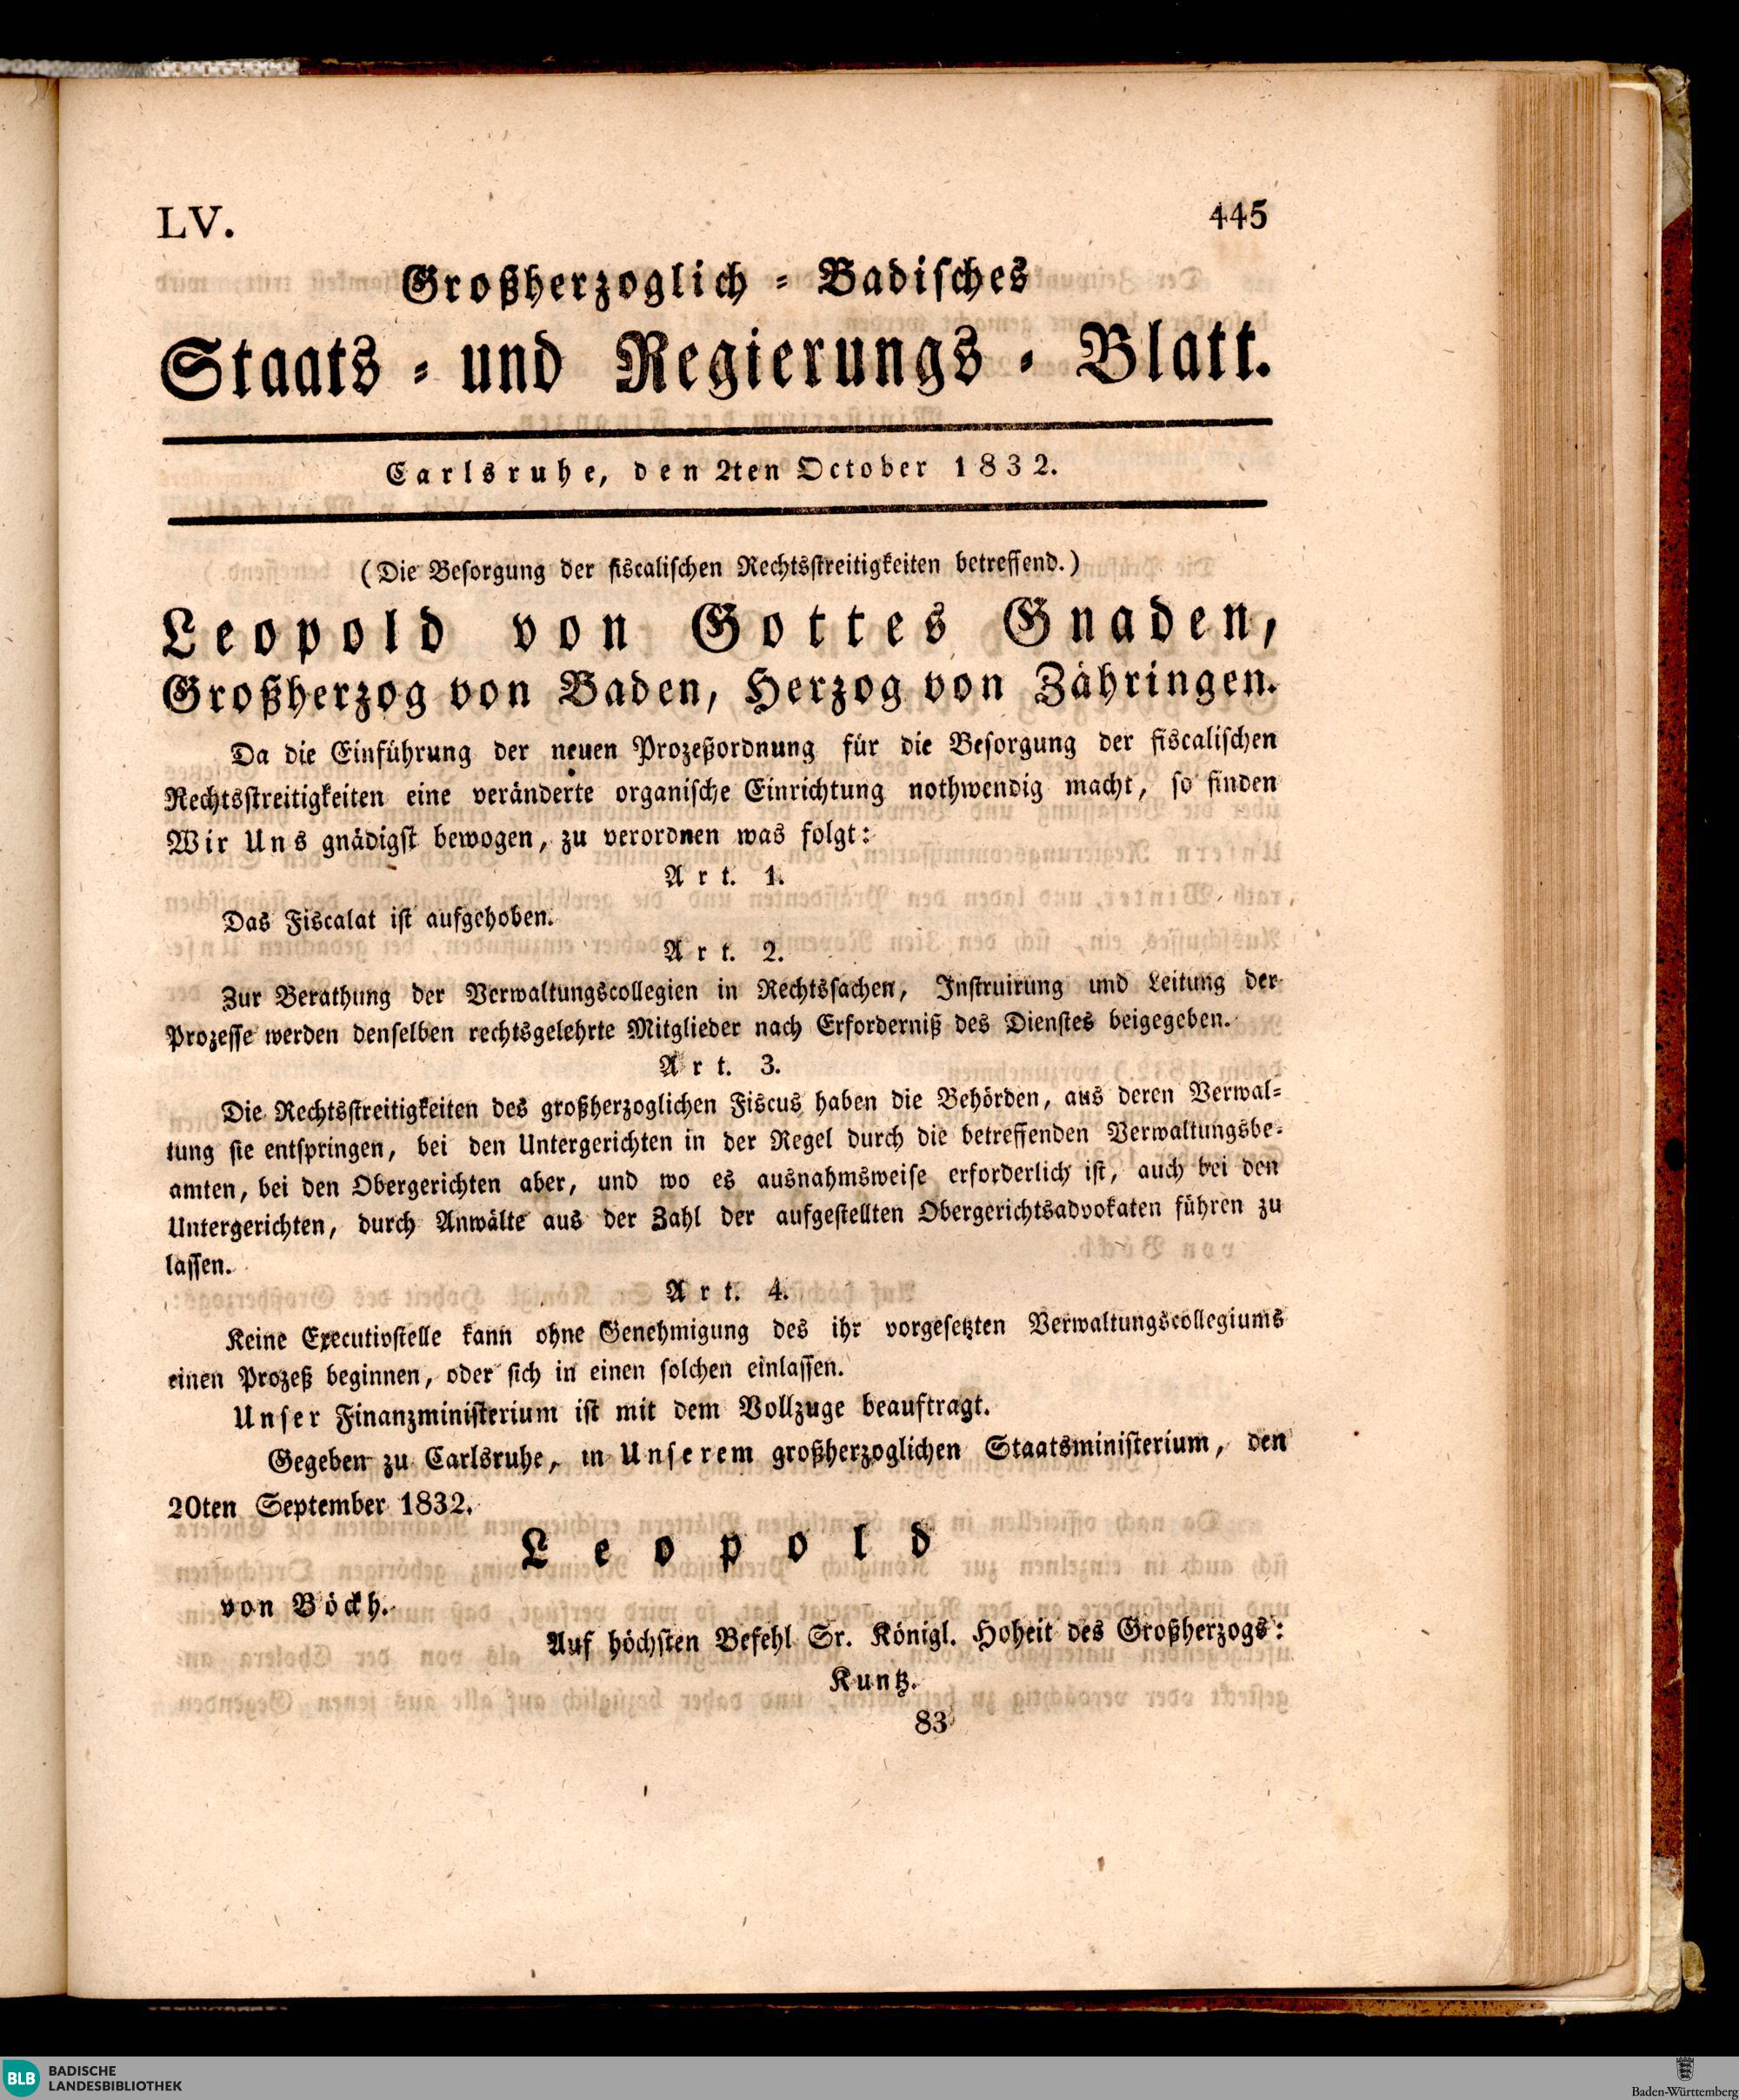 LV.
445
Großherzoglich = Badisches
Staats = und Regierungs = Blatt.
Carlsruhe, den 2ten October 1832.
(Die Besorgung der fiscalischen Rechtsstreitigkeiten betreffend.)
Leopold von Gottes Gnaden,
Großherzog von Baden, Herzog von Zähringen.
Da die Einführung der neuen Prozeßordnung für die Besorgung der fiscalischen
Rechtsstreitigkeiten eine veränderte organische Einrichtung nothwendig macht, so finden
Wir Uns gnädigst bewogen, zu verordnen was folgt:
Art. 1.
Das Fiscalat ist aufgehoben.
Art. 2.
Zur Berathung der Verwaltungscollegien in Rechtssachen, Instruirung und Leitung der
Prozesse werden denselben rechtsgelehrte Mitglieder nach Erforderniß des Dienstes beigegeben.
Art. 3.
Die Rechtsstreitigkeiten des großherzoglichen Fiscus haben die Behörden, aus deren Verwal=
tung sie entspringen, bei den Untergerichten in der Regel durch die betreffenden Verwaltungsbe=
amten, bei den Obergerichten aber, und wo es ausnahmsweise erforderlich ist, auch bei den
Untergerichten, durch Anwälte aus der Zahl der aufgestellten Obergerichtsadvokaten führen zu
lassen.
Art. 4.
Keine Executivstelle kann ohne Genehmigung des ihr vorgesetzten Verwaltungscollegiums
einen Prozeß beginnen, oder sich in einen solchen einlassen.
Unser Finanzministerium ist mit dem Vollzuge beauftragt.
Gegeben zu Carlsruhe, in Unserem großherzoglichen Staatsministerium, den
20ten September 1832.
Leopold
von Böckh.
Auf höchsten Befehl Sr. Königl. Hoheit des Großherzogs:
Kuntz.
83
BLB BADISCHE
LANDESBIBLIOTHEK
Baden-Württemberg